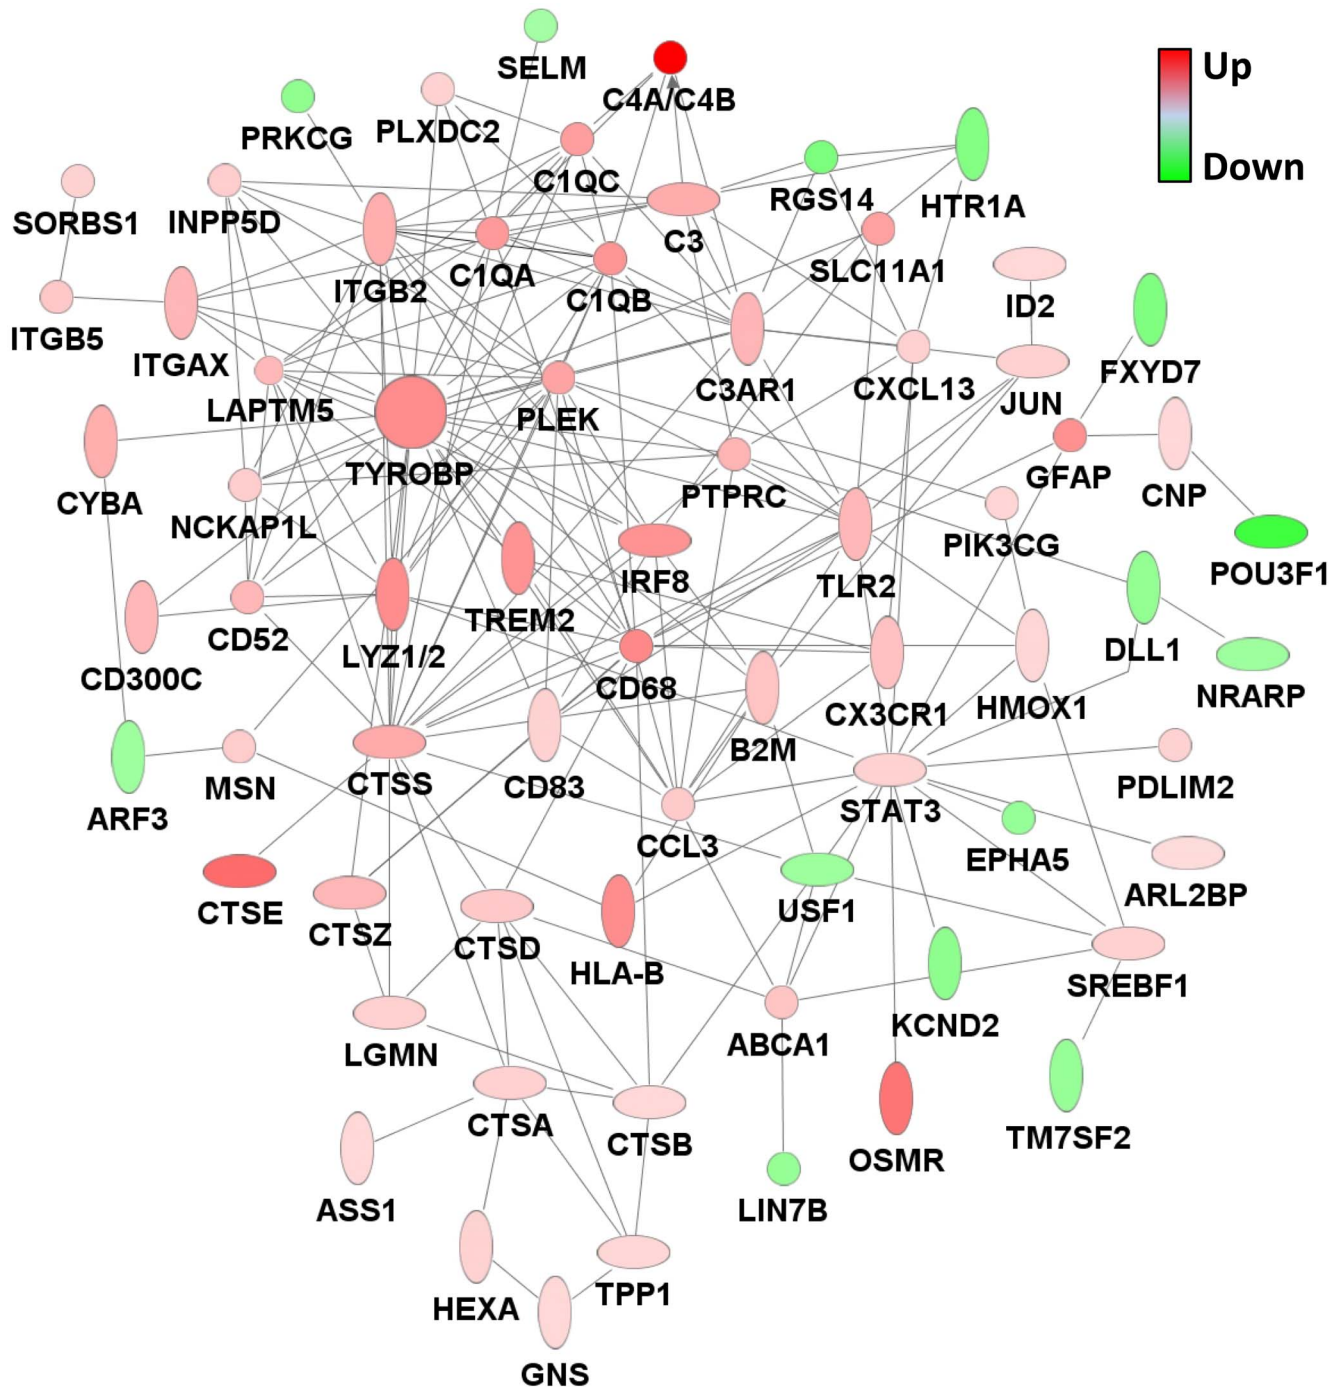 SELM
Up
C4A/C4B
PRKCG
PLXDC2
Down
C1QC
SORBS1
INPP5D
RGS14
HTR1A
C3
ITGB2
C1QA
C1QB
SLC11A1
ID2
ITGB5
ITGAX
C3AR1
CXCL13
FXYD7
LAPTM5
PLEK
JUN
TYROBP
GFAP
CYBA
PTPRC
CNP
NCKAP1L
PIK3CG
IRF8
TLR2
POU3F1
TREM2
CD52
DLL1
LYZ1/2
CD300C
CD68
NRARP
CX3CR1
HMOX1
B2M
CTSS
CD83
MSN
PDLIM2
ARF3
STAT3
CCL3
EPHA5
ARL2BP
CTSE
USF1
CTSZ
CTSD
HLA-B
SREBF1
KCND2
LGMN
ABCA1
CTSA
CTSB
TM7SF2
OSMR
ASS1
LIN7B
TPP1
HEXA
GNS